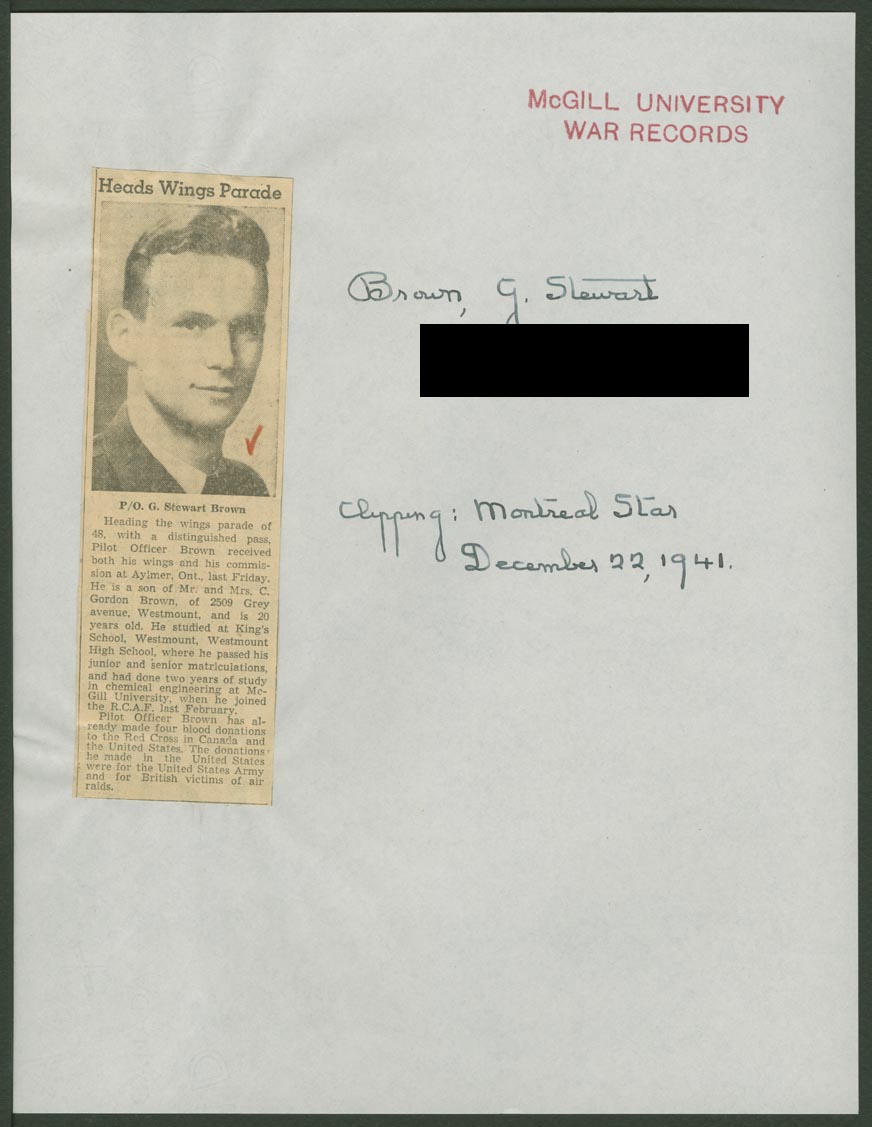 McGILL UNIVERSITY
WAR RECORDS
Heads Wings Parade
P/O. G. Stewart Brown
Heading the wings parade of
48, with a distinguished pass,
Pilot Officer Brown received
both his wings and his commis-
sion at Aylmer, Ont., last Friday.
He is a son of Mr. and Mrs. C.
Gordon Brown, of 2509 Grey
avenue, Westmount, and is 20
years old. He studied at King's
School, Westmount, Westmount
High School, where he passed his
junior and senior matriculations,
and had done two years of study
in chemical engineering at Mc-
Gill University, when he joined
the R.C.A.F. last February.
Pilot Officer Brown has al-
ready made four blood donations
to the Red Cross in Canada and
the United States. The donations
he made in the United States
were for the United States Army
and for British victims of air
raids.
Brown, G. Stewart
Clipping: Montreal Star
December 22, 1941.